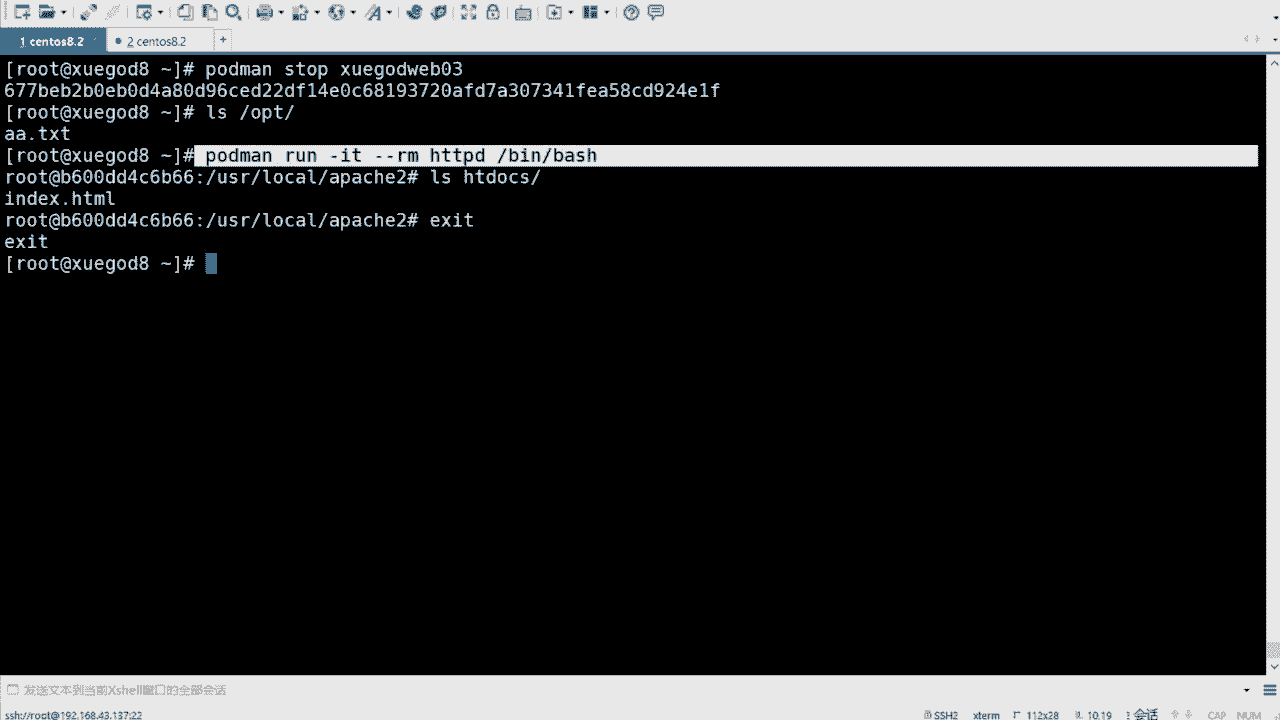 1 centos8.2
2 centos8.2
[root@xuegod8 ~]# podman stop xuegodweb03
677beb2b0eb0d4a80d96ced22df14e0c68193720afd7a307341fea58cd924e1f
[root@xuegod8 ~]# ls /opt/
aa.txt
[root@xuegod8 ~]# podman run -it --rm httpd /bin/bash
root@b600dd4c6b66:/usr/local/apache2# ls htdocs/
index.html
root@b600dd4c6b66:/usr/local/apache2# exit
exit
[root@xuegod8 ~]#
发送文本到当前Xshell窗口的全部会话
ssh://root@192.168.43.137:22
SSH2 xterm 112x28 10,19 1 会话 CAP NUM